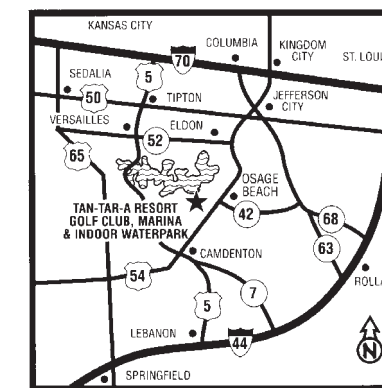 KANSAS CITY
COLUMBIA
KINGDOM
CITY
ST. LOUI
70
SEDALIA
5
50
TIPTON
JEFFERSON
CITY
VERSAILLES
ELDON
52
65
OSAGE
BEACH
TAN-TAR-A RESORT
GOLF CLUB, MARINA
& INDOOR WATERPARK
42
68
63
CAMDENTON
54
ROLLA
7
5
LEBANON
44
N
SPRINGFIELD